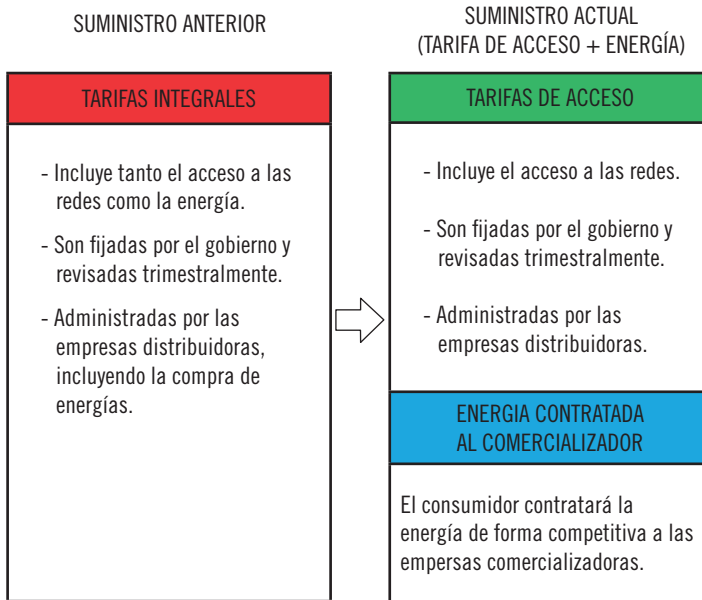 SUMINISTRO ANTERIOR
TARIFAS INTEGRALES
- Incluye tanto el acceso a las
redes como la energía.
- Son fijadas por el gobierno y
revisadas trimestralmente.
- Administradas por las
empresas distribuidoras,
incluyendo la compra de
energías.
SUMINISTRO ACTUAL
(TARIFA DE ACCESO + ENERGÍA)
TARIFAS DE ACCESO
- Incluye el acceso a las redes.
- Son fijadas por el gobierno y
revisadas trimestralmente.
- Administradas por las
empresas distribuidoras.
ENERGIA CONTRATADA
AL COMERCIALIZADOR
El consumidor contratará la
energía de forma competitiva a las
empersas comercializadoras.